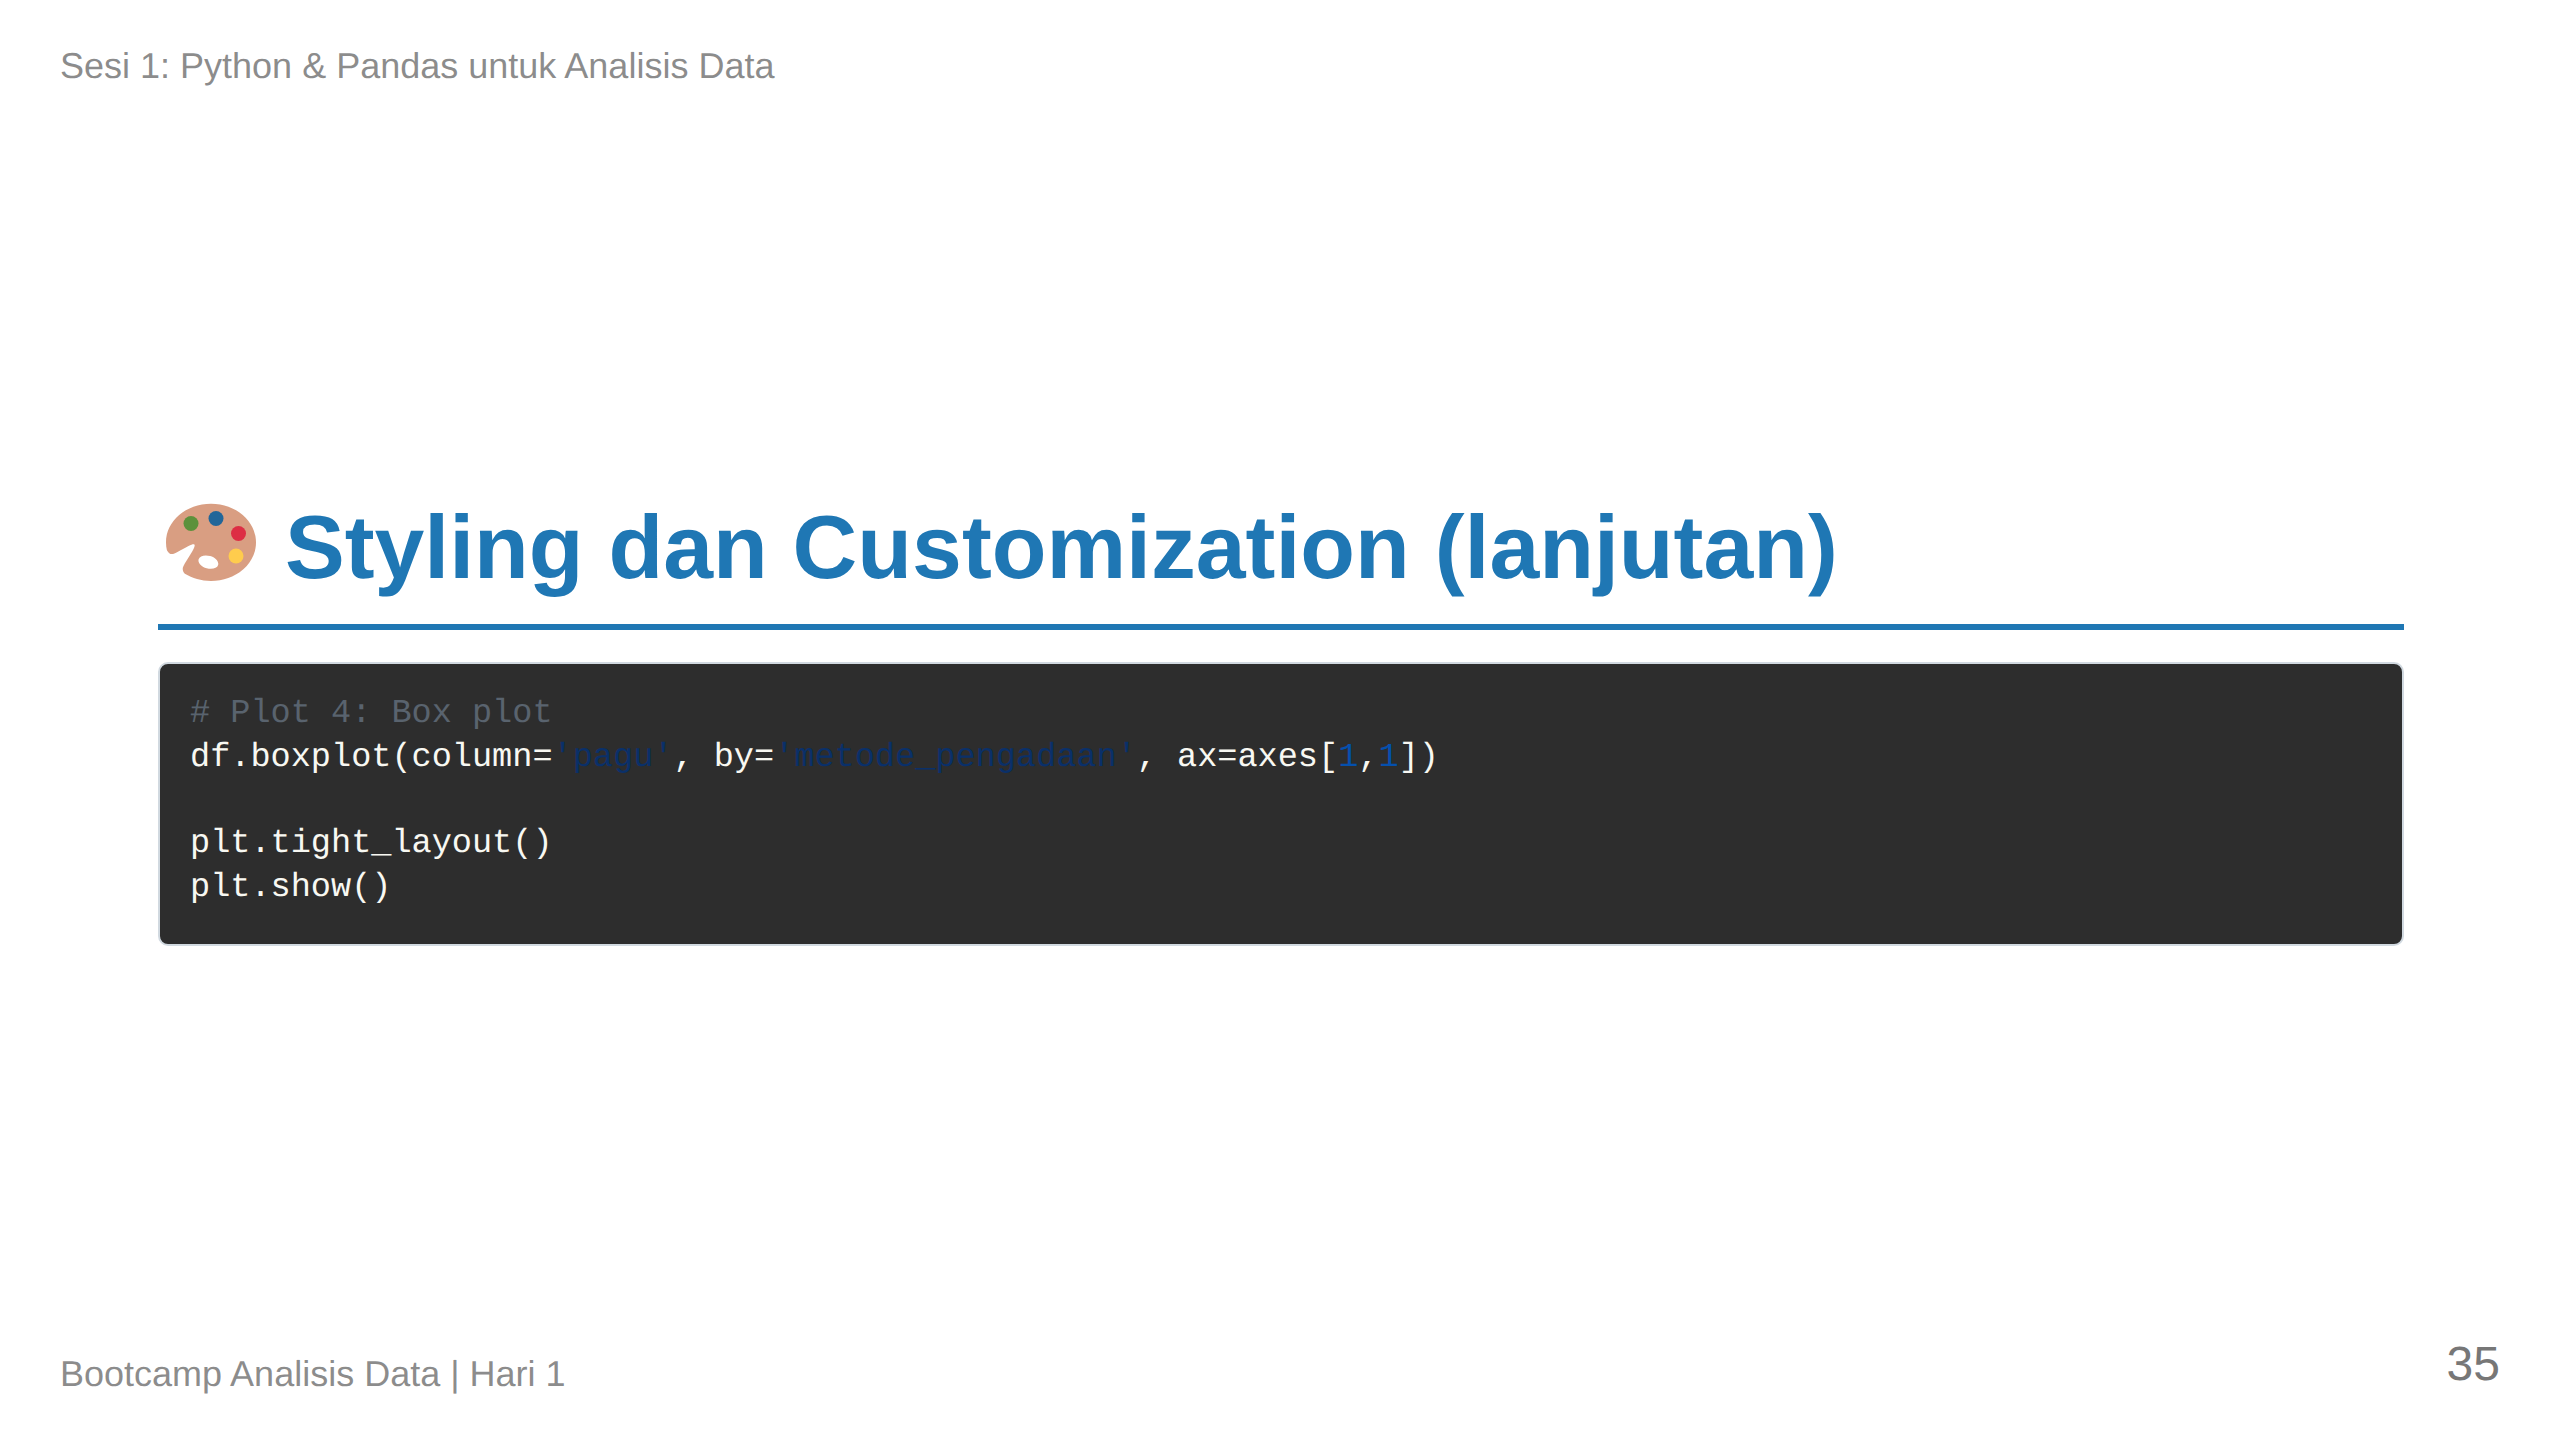 Sesi 1: Python & Pandas untuk Analisis Data
🎨 Styling dan Customization (lanjutan)
# Plot 4: Box plot
df.boxplot(column='pagu', by='metode_pengadaan', ax=axes[1,1])

plt.tight_layout()
plt.show()
Bootcamp Analisis Data | Hari 1
35